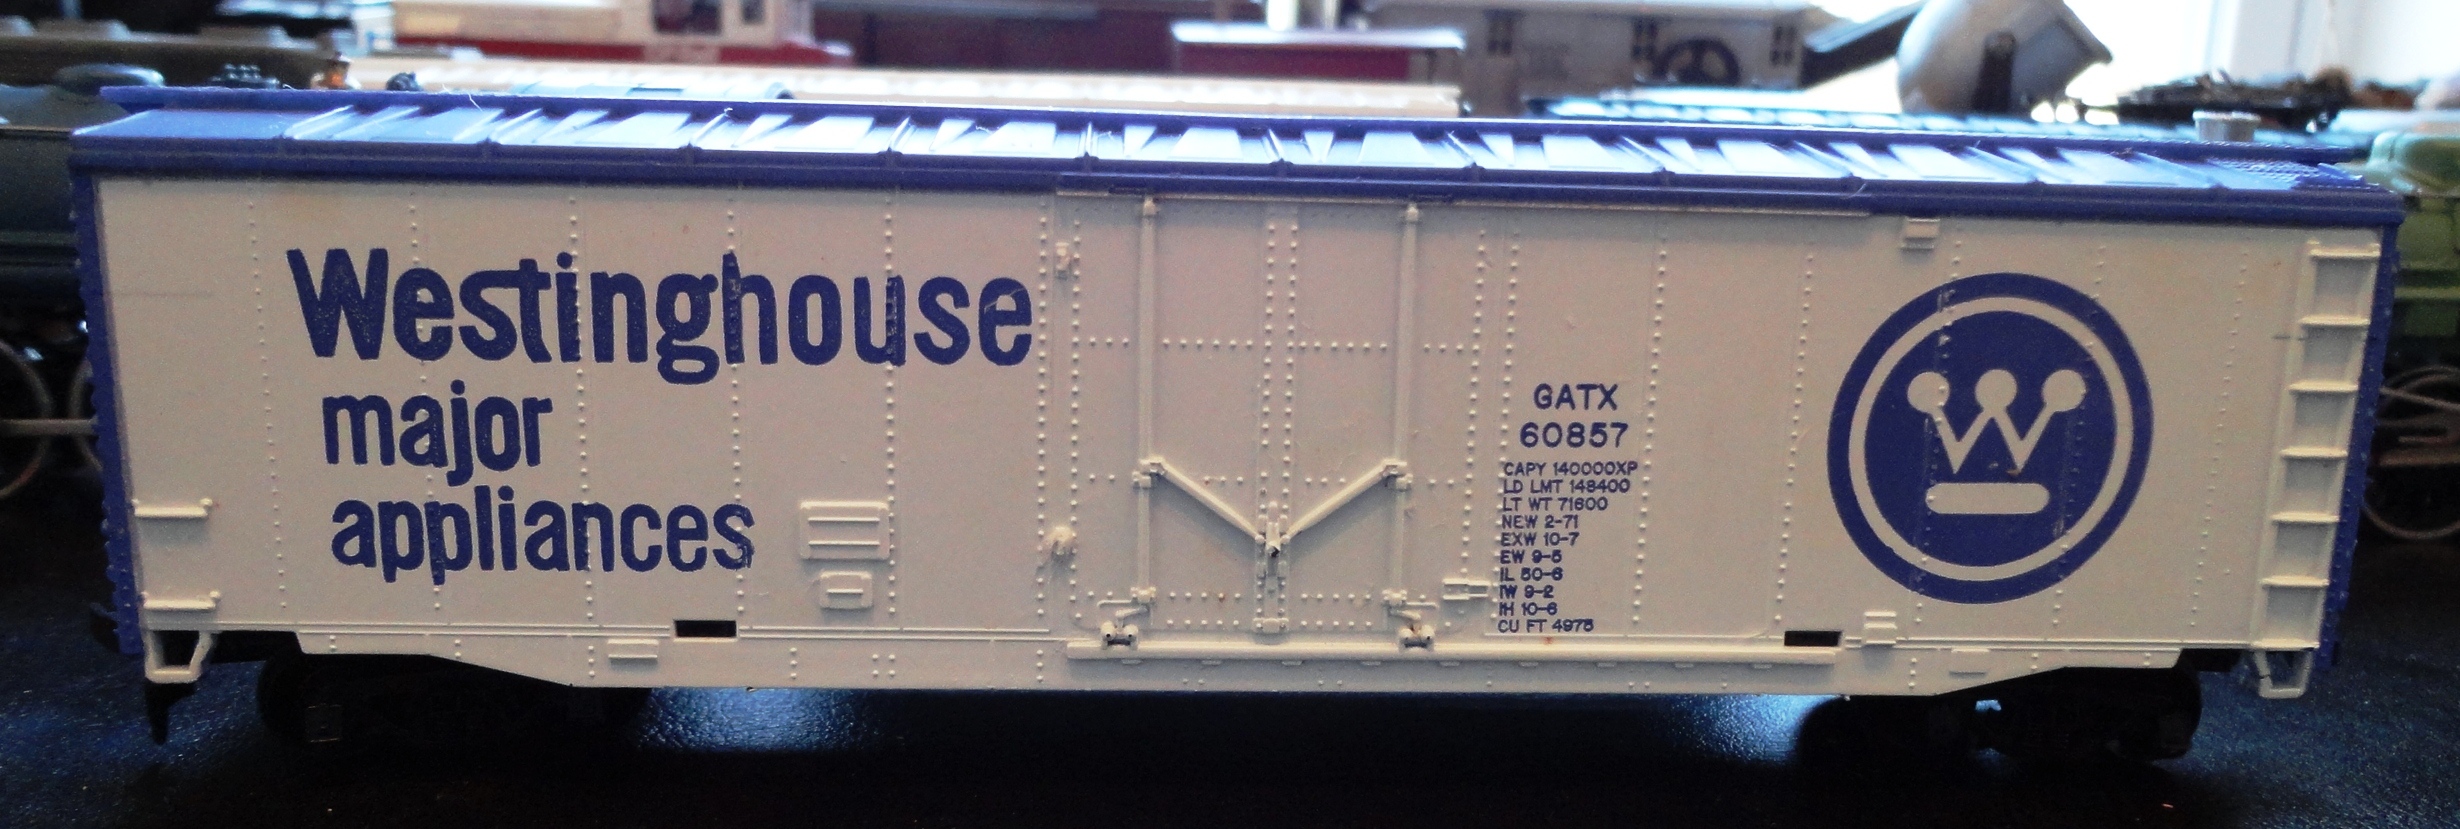 Westinghouse
major
appliances
GATX
60857
CAPY 140000XP
LD LMT 148400
LT WT 71600
NEW 2-71
EXW 10-7
EW 9-5
IL 50-6
IW 9-2
IH 10-6
CU FT 4975
W